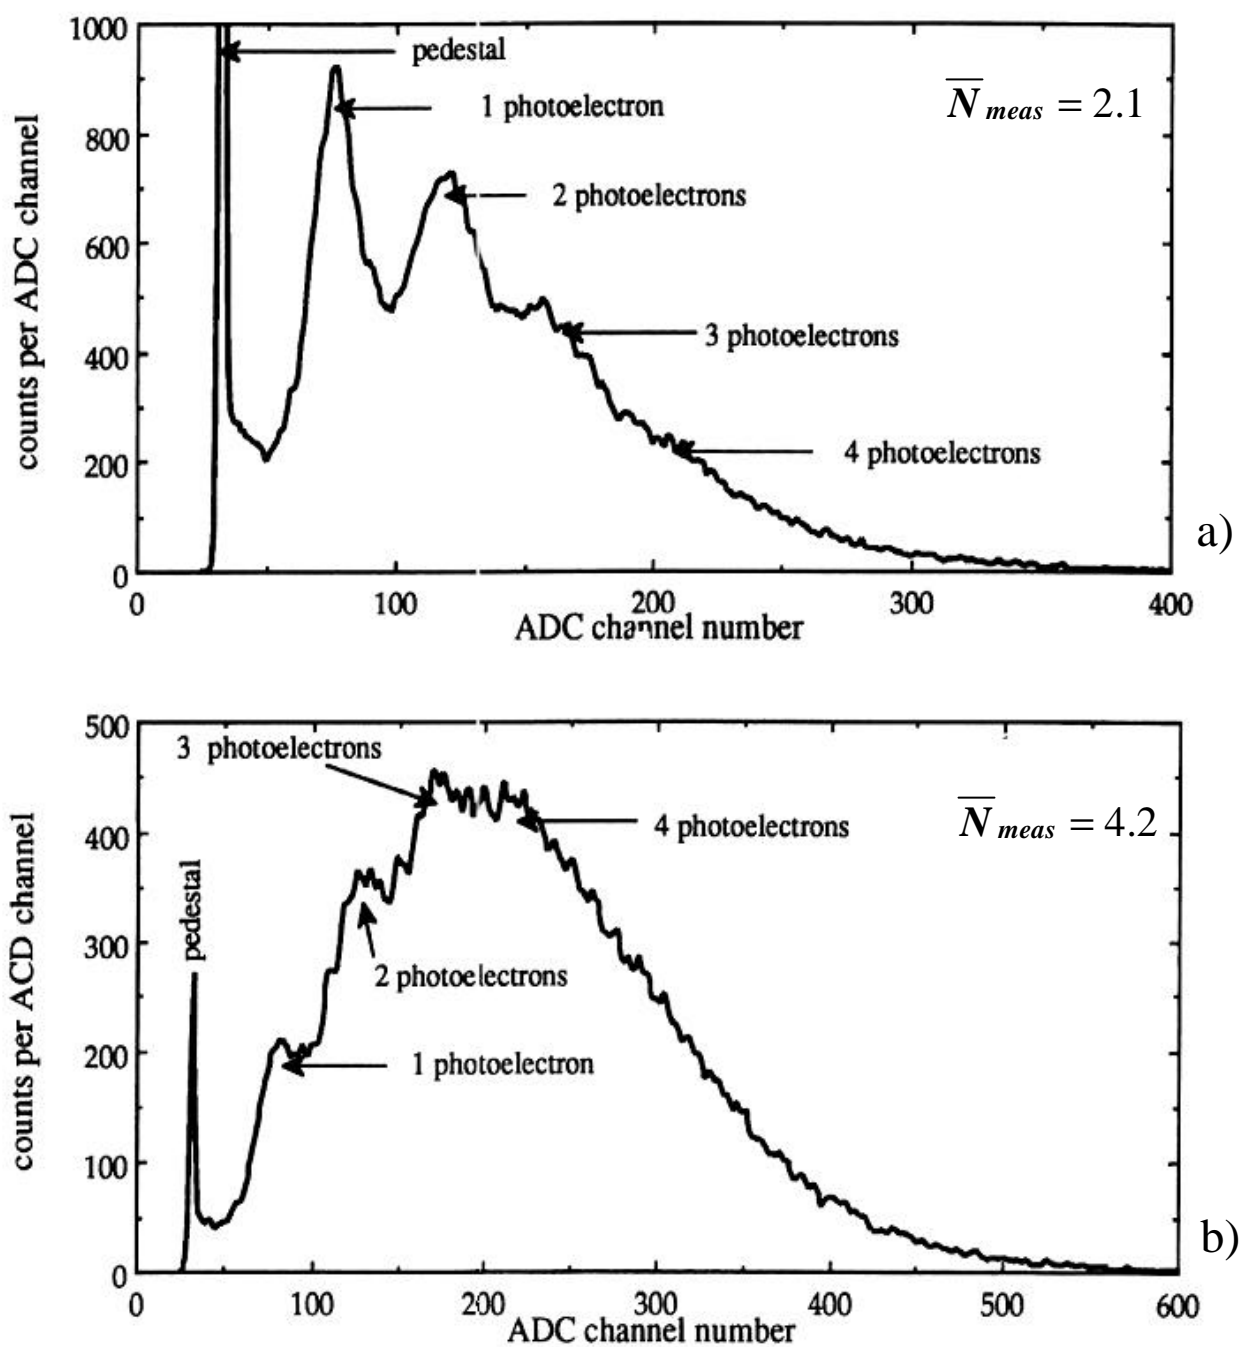 1000
pedestal
1 photoelectron
N meas = 2.1
800
2 photoelectrons
600
400
3 photoelectrons
4 photoelectrons
200
0
a)
counts per ADC channel
0 100 200 300 400
ADC channel number
500
3 photoelectrons
N meas = 4.2
400
4 photoelectrons
pedestal
300
2 photoelectrons
200
1 photoelectron
100
0
b)
counts per ACD channel
0 100 200 300 400 500 600
ADC channel number